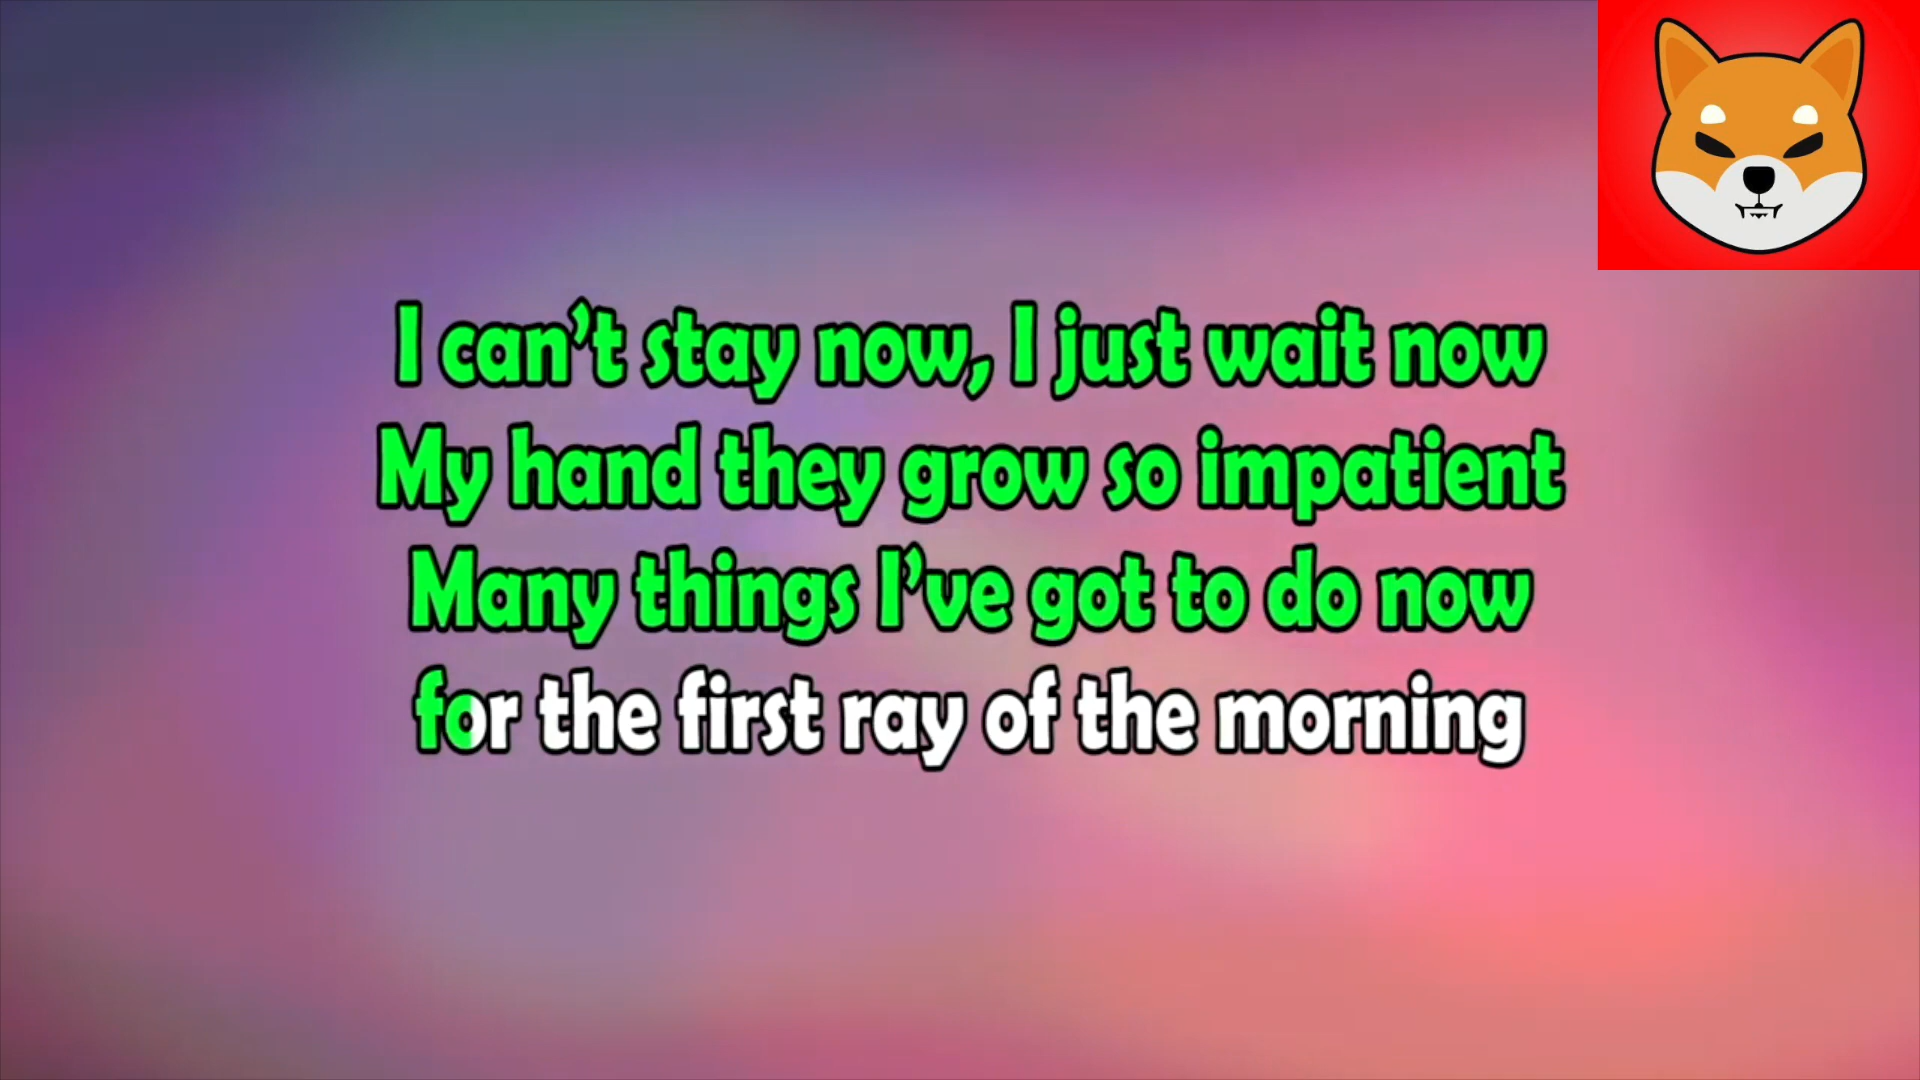 I can’t stay now, I just wait now
My hand they grow so impatient
Many things I’ve got to do now
for the first ray of the morning